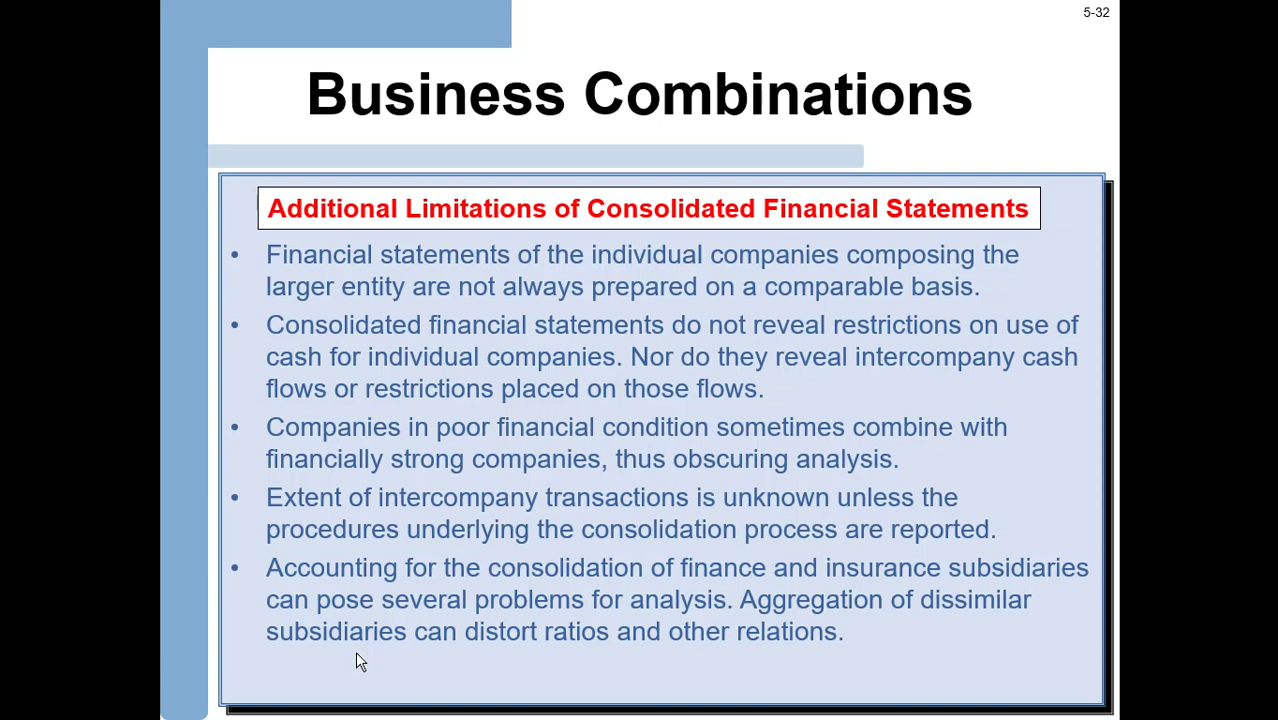 5-32
Business Combinations
Additional Limitations of Consolidated Financial Statements
• Financial statements of the individual companies composing the
larger entity are not always prepared on a comparable basis.
• Consolidated financial statements do not reveal restrictions on use of
cash for individual companies. Nor do they reveal intercompany cash
flows or restrictions placed on those flows.
• Companies in poor financial condition sometimes combine with
financially strong companies, thus obscuring analysis.
• Extent of intercompany transactions is unknown unless the
procedures underlying the consolidation process are reported.
• Accounting for the consolidation of finance and insurance subsidiaries
can pose several problems for analysis. Aggregation of dissimilar
subsidiaries can distort ratios and other relations.